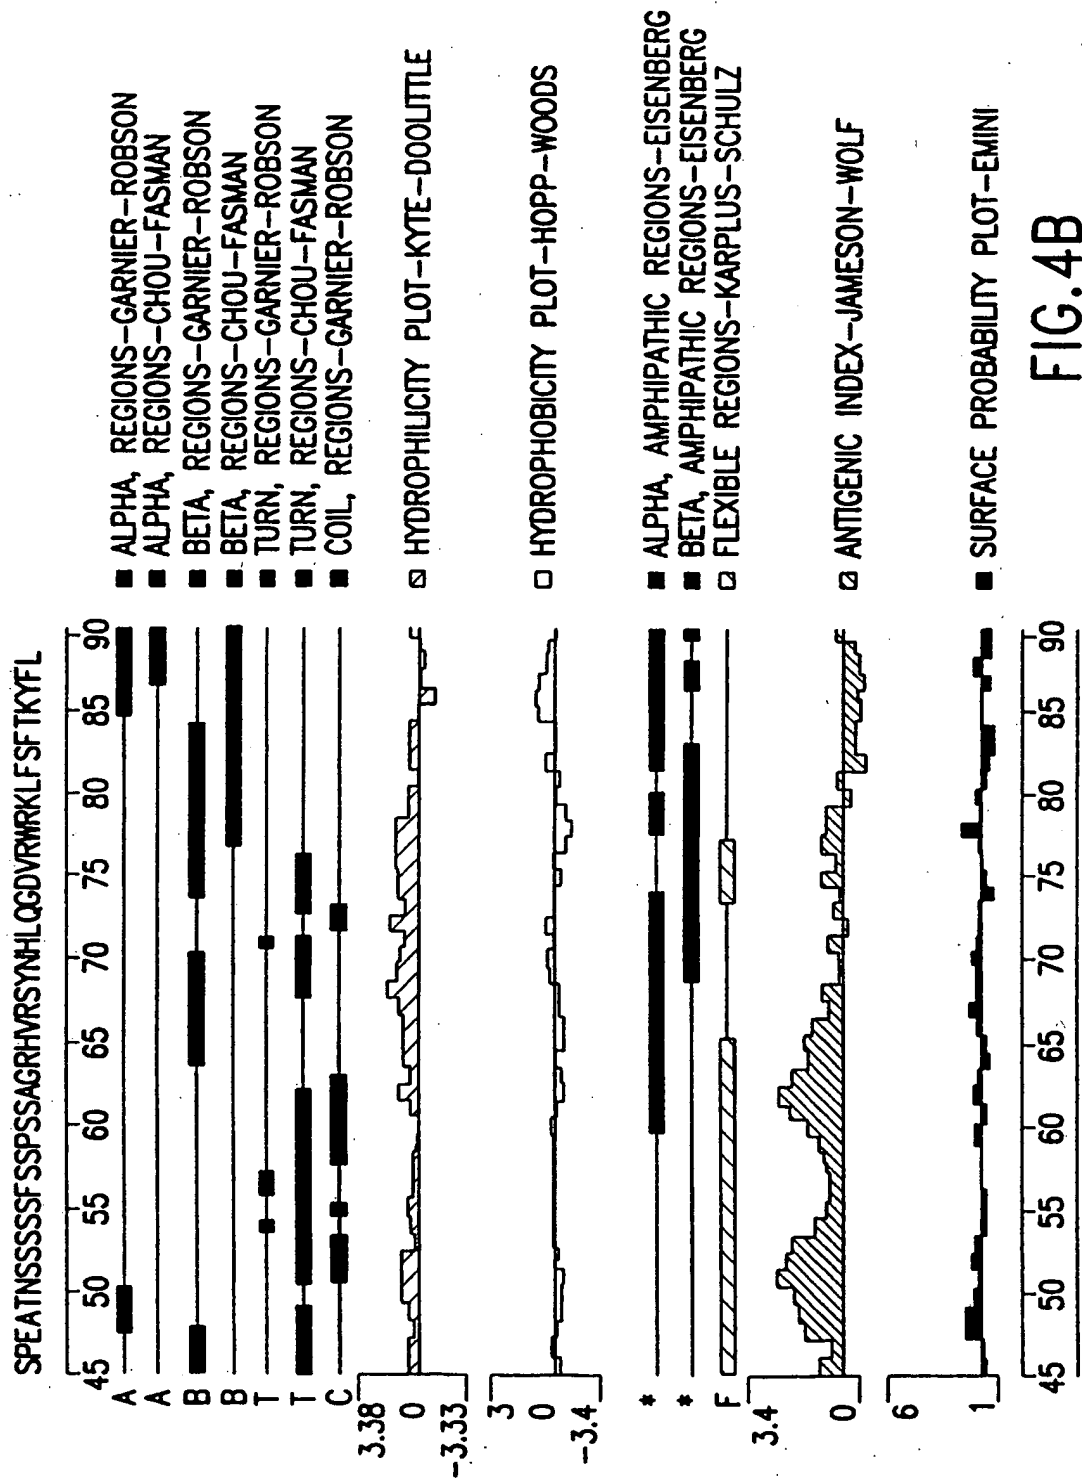 SPEATNSSSSSFSSPSSAGRHVRSYNHLQGDVRWRKLFSFTKYFL
45 50 55 60 65 70 75 80 85 90
A ALPHA, REGIONS-GARNIER-ROBSON
A ALPHA, REGIONS-CHOU-FASMAN
B BETA, REGIONS-GARNIER-ROBSON
B BETA, REGIONS-CHOU-FASMAN
T TURN, REGIONS-GARNIER-ROBSON
T TURN, REGIONS-CHOU-FASMAN
C COIL, REGIONS-GARNIER-ROBSON
3.38
0 HYDROPHILICITY PLOT-KYTE-DOOLITTLE
-3.33
3
0 HYDROPHOBICITY PLOT-HOPP-WOODS
-3.4
* ALPHA, AMPHIPATHIC REGIONS-EISENBERG
* BETA, AMPHIPATHIC REGIONS-EISENBERG
F FLEXIBLE REGIONS-KARPLUS-SCHULZ
3.4
0 ANTIGENIC INDEX-JAMESON-WOLF
6
1 SURFACE PROBABILITY PLOT-EMINI
45 50 55 60 65 70 75 80 85 90
FIG.4B